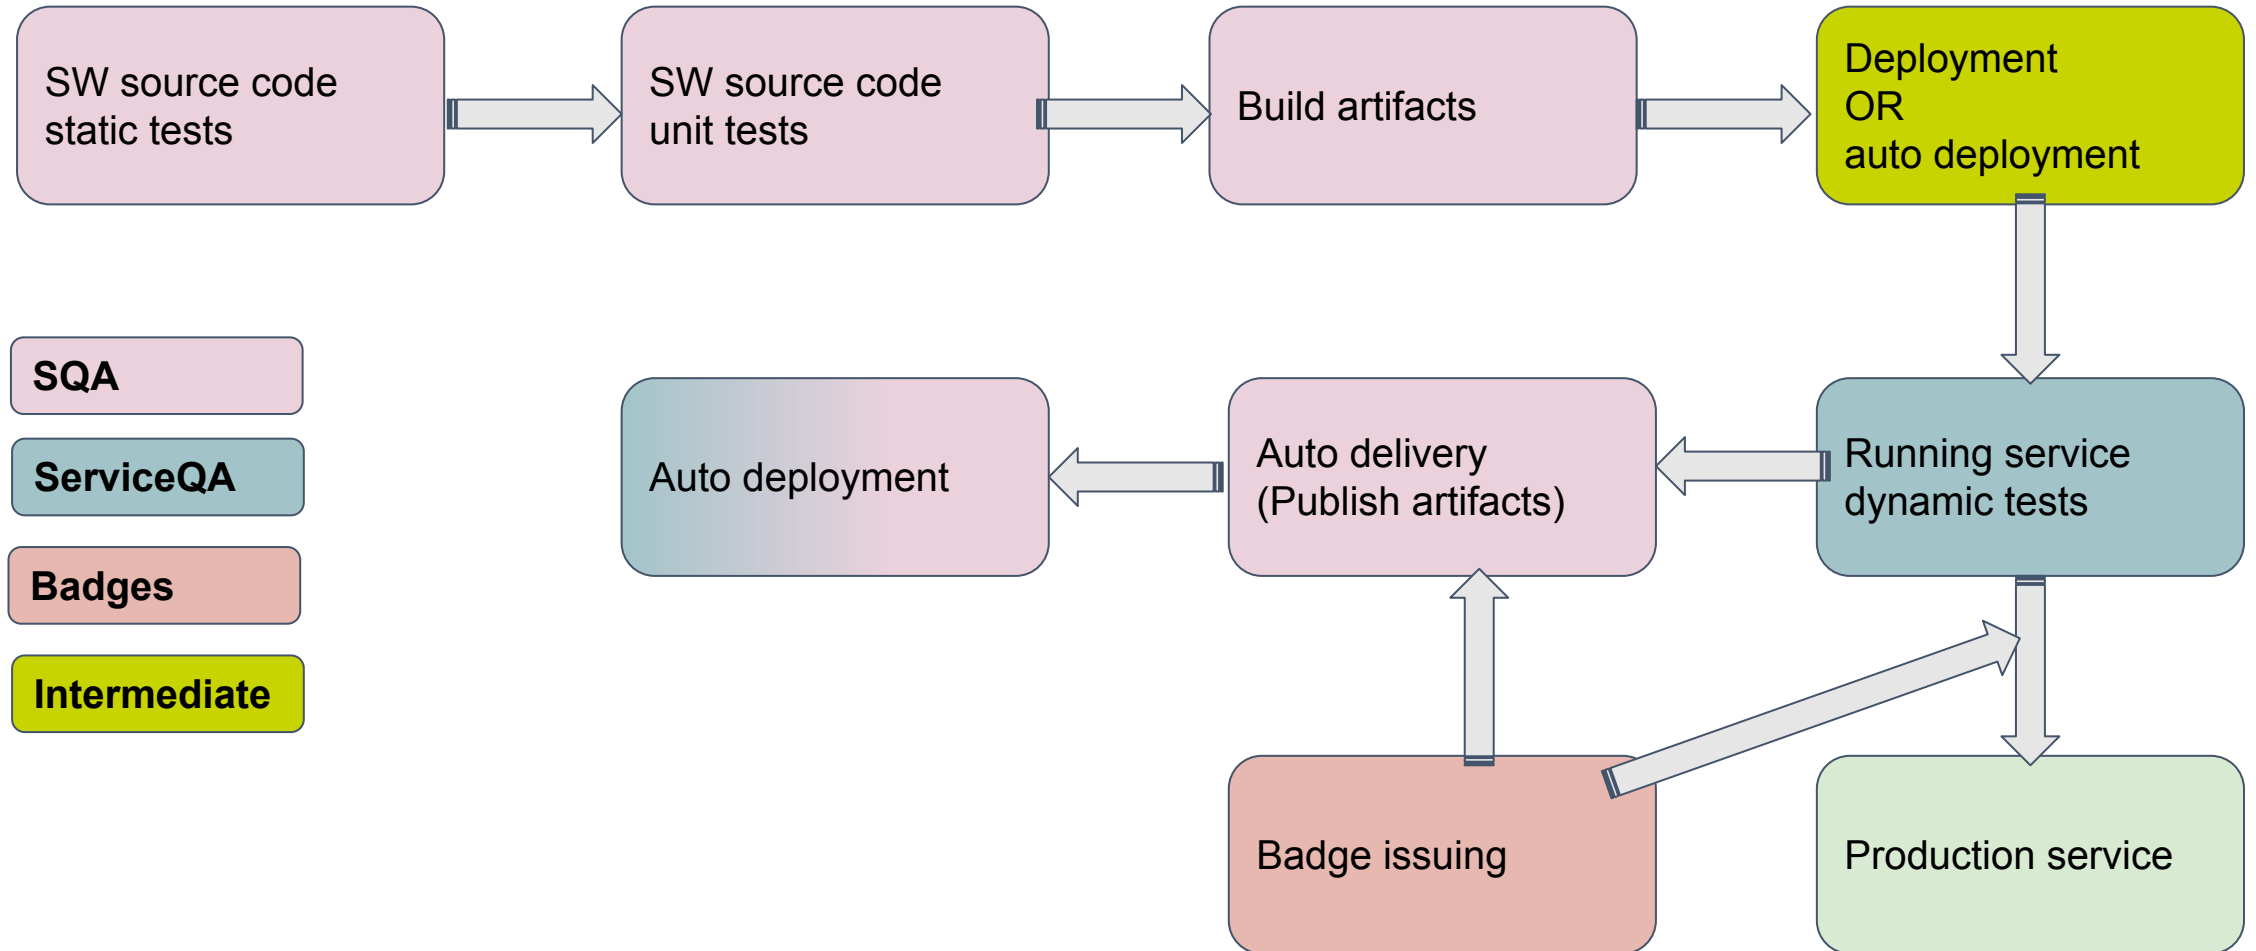 SW source code
static tests
SW source code
unit tests
Build artifacts
Deployment
OR
auto deployment
SQA
ServiceQA
Badges
Intermediate
Auto deployment
Auto delivery
(Publish artifacts)
Running service
dynamic tests
Badge issuing
Production service